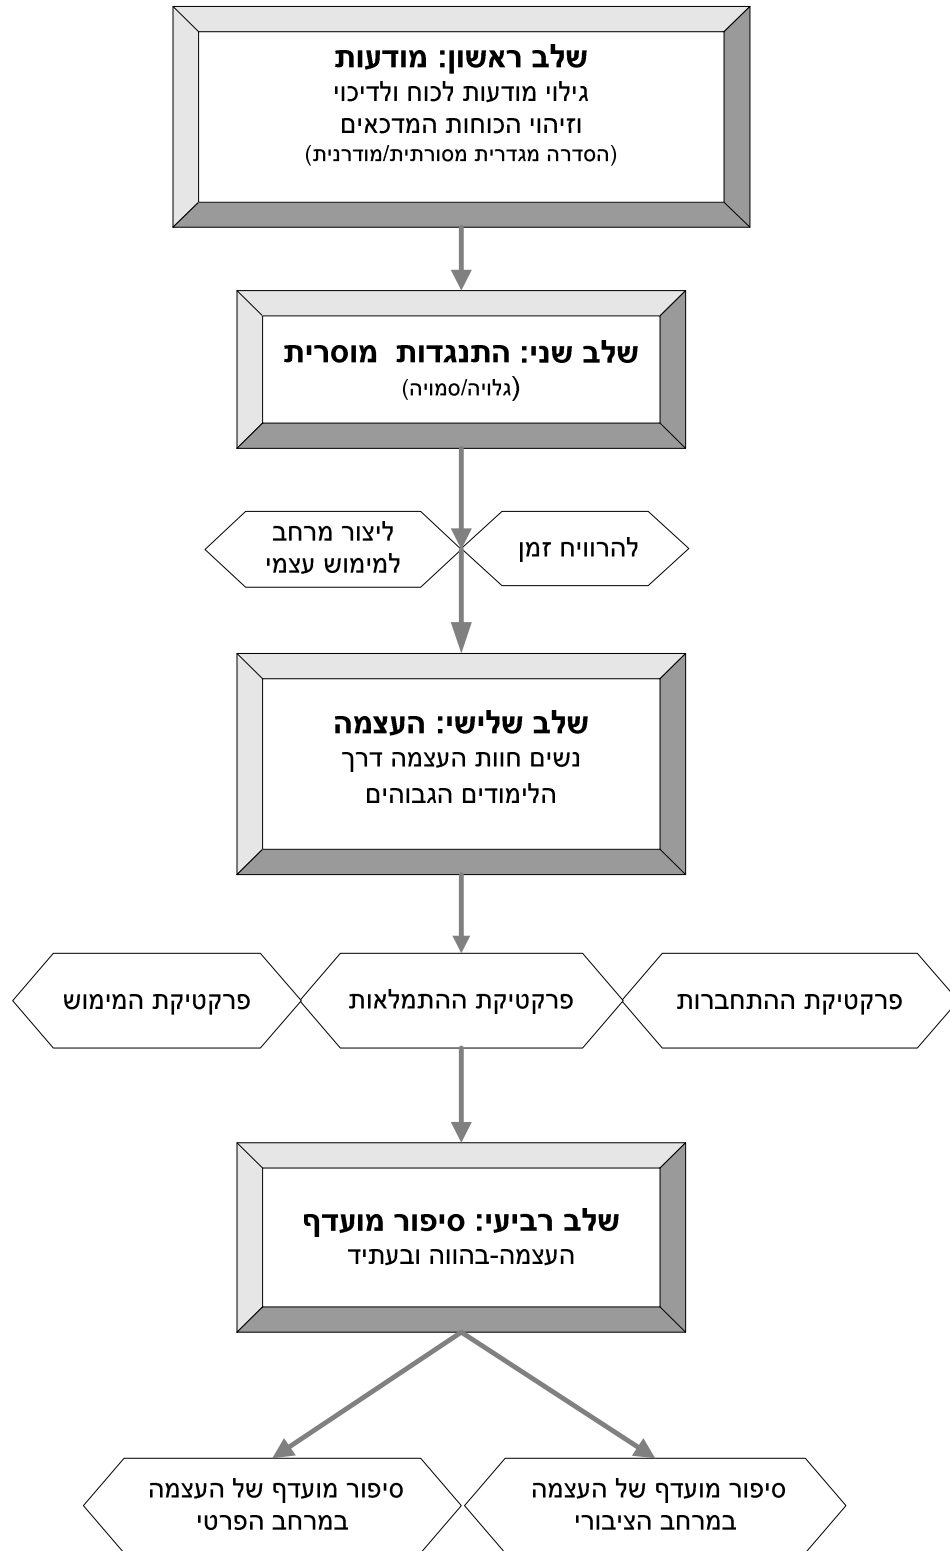 שלב ראשון: מודעות
גילוי מודעות לכוח ולדיכוי
וזיהוי הכוחות המדכאים
(הסדרה מגדרית מסורתית/מודרנית)
שלב שני: התנגדות  מוסרית
(גלויה/סמויה)
להרוויח זמן
ליצור מרחב
למימוש עצמי
שלב שלישי: העצמה
נשים חוות העצמה דרך
הלימודים הגבוהים
פרקטיקת ההתחברות
פרקטיקת ההתמלאות
פרקטיקת המימוש
שלב רביעי: סיפור מועדף
העצמה-בהווה ובעתיד
סיפור מועדף של העצמה
במרחב הציבורי
סיפור מועדף של העצמה
במרחב הפרטי